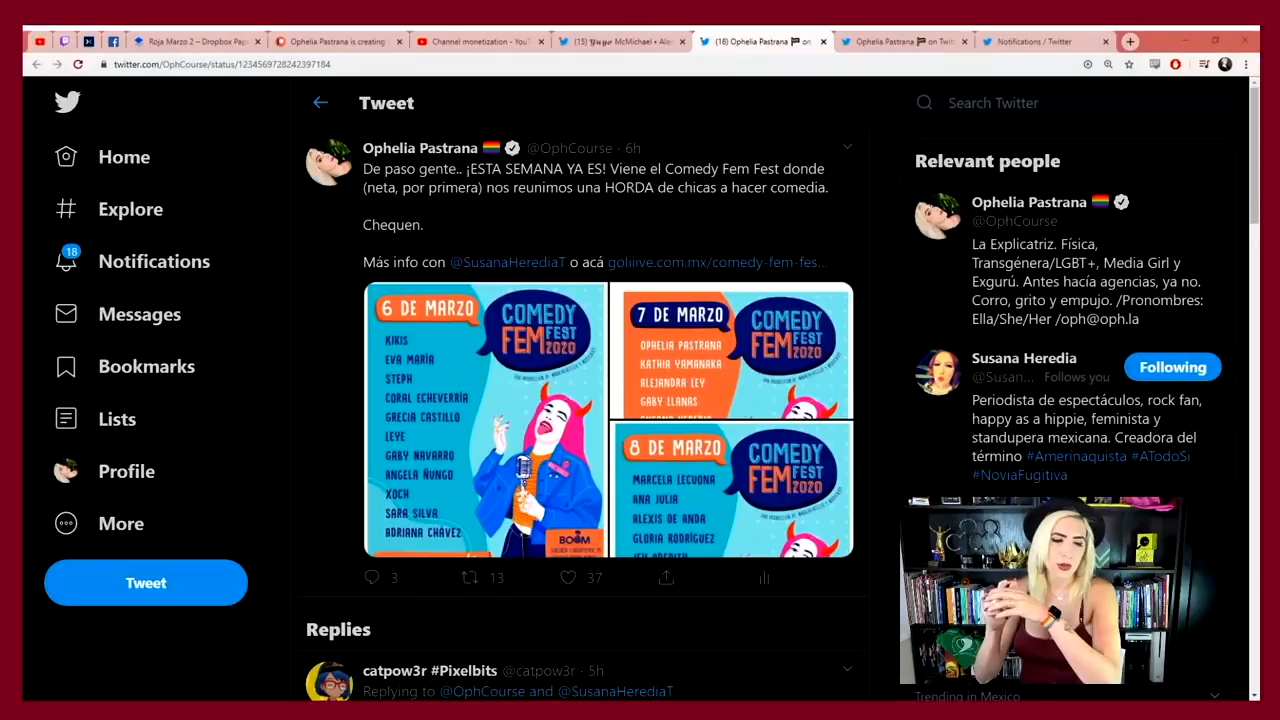 Roja Marzo 2 – Dropbox Pap
Ophelia Pastrana is creating
Channel monetization - YouT
(15) Yuyo McMichael • Ale
(18) Ophelia Pastrana on
Ophelia Pastrana on Twit
Notifications / Twitter
twitter.com/OphCourse/status/1234569728242397184
Home
Explore
18
Notifications
Messages
Bookmarks
Lists
Profile
More
Tweet
Tweet
Ophelia Pastrana @OphCourse · 6h
De paso gente.. ¡ESTA SEMANA YA ES! Viene el Comedy Fem Fest donde
(neta, por primera) nos reunimos una HORDA de chicas a hacer comedia.
Chequen.
Más info con @SusanaHerediaT o acá goliiive.com.mx/comedy-fem-fes...
6 DE MARZO
COMEDY
FEM FEST
2020
KIKIS
EVA MARÍA
STEPH
CORAL ECHEVERRÍA
GRECIA CASTILLO
LEYE
GABY NAVARRO
ANGELA ÑUNGO
XOCH
SARA SILVA
ADRIANA CHÁVEZ
BOOM
7 DE MARZO
COMEDY
FEM FEST
2020
OPHELIA PASTRANA
KATHIA YAMANAKA
ALEJANDRA LEY
GABY LLANAS
SUSANA HEREDIA
8 DE MARZO
COMEDY
FEM FEST
2020
MARCELA LECUONA
ANA JULIA
ALEXIS DE ANDA
GLORIA RODRÍGUEZ
3 13 37
Replies
catpow3r #Pixelbits @catpow3r · 5h
Replying to @OphCourse and @SusanaHerediaT
Search Twitter
Relevant people
Ophelia Pastrana
@OphCourse
La Explicatriz. Física,
Transgénera/LGBT+, Media Girl y
Exgurú. Antes hacía agencias, ya no.
Corro, grito y empujo. /Pronombres:
Ella/She/Her /oph@oph.la
Susana Heredia
@Susan... Follows you
Following
Periodista de espectáculos, rock fan,
happy as a hippie, feminista y
standupera mexicana. Creadora del
término #Amerinaquista #ATodoSi
#NoviaFugitiva
Trending in Mexico